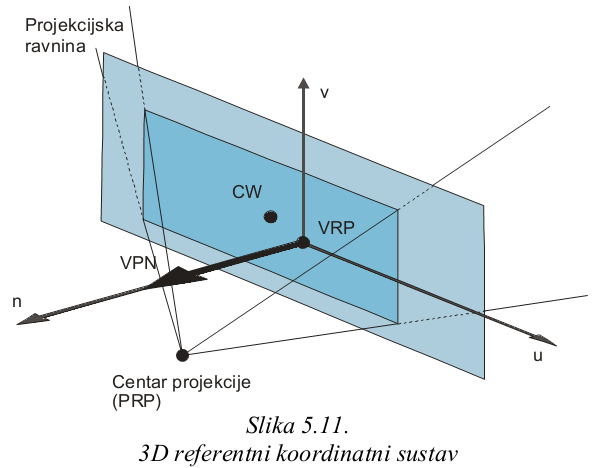 Projekcijska
ravnina
v
CW
VRP
VPN
n
u
Centar projekcije
(PRP)
Slika 5.11.
3D referentni koordinatni sustav